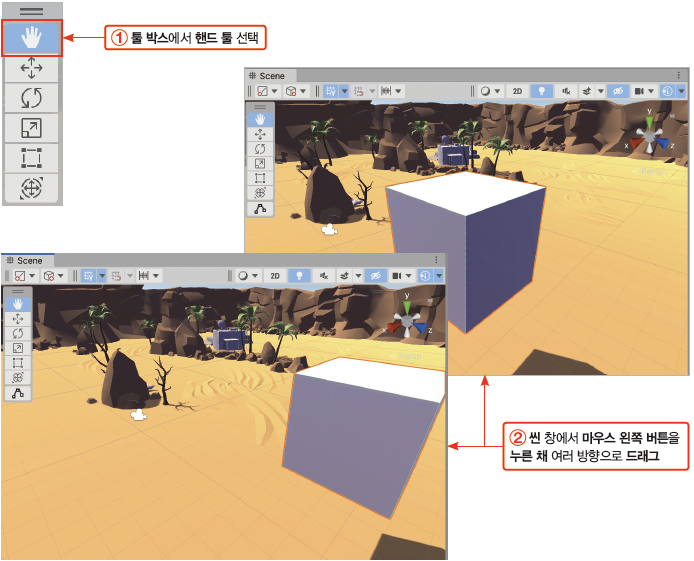 ① 툴 박스에서 핸드 툴 선택
Scene
2D
y
x
z
Persp
Scene
2D
y
x
z
Persp
② 씬 창에서 마우스 왼쪽 버튼을
누른 채 여러 방향으로 드래그